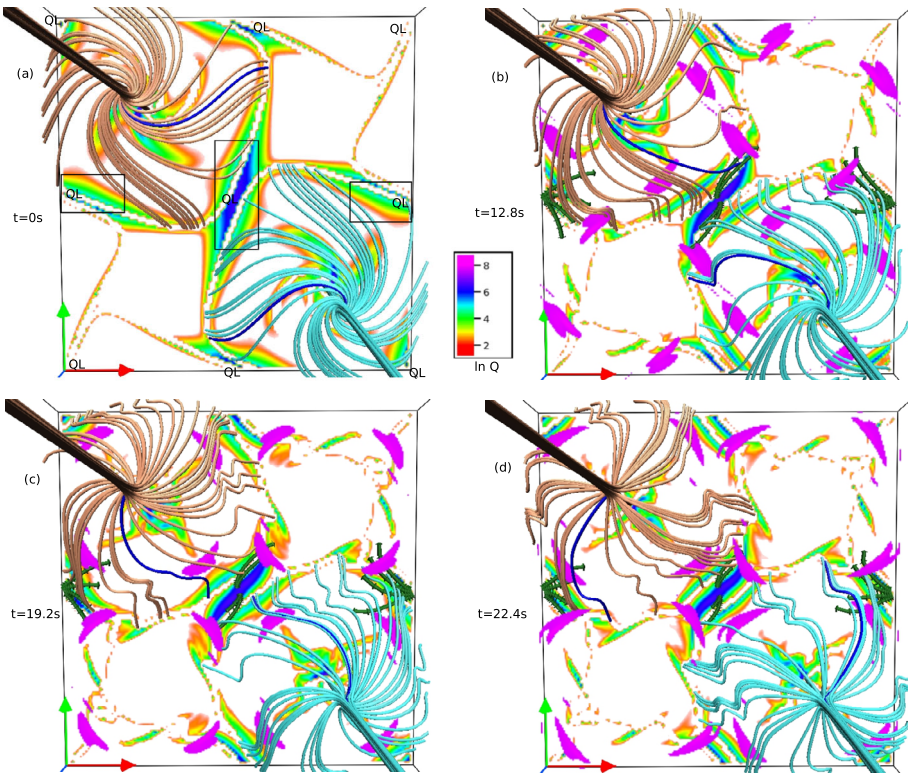 QL
QL
QL
(a)
QL
QL
QL
t=0s
QL
QL
QL
(b)
t=12.8s
8
6
4
2
ln Q
(c)
t=19.2s
(d)
t=22.4s